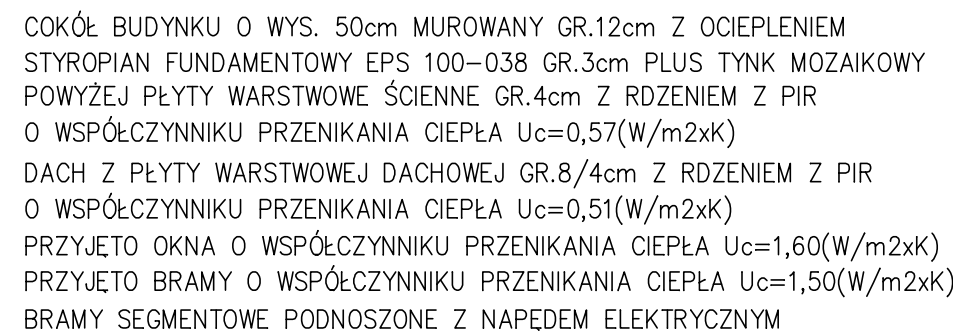 COKÓŁ BUDYNKU O WYS. 50cm MUROWANY GR.12cm Z OCIEPLENIEM
STYROPIAN FUNDAMENTOWY EPS 100-038 GR.3cm PLUS TYNK MOZAIKOWY
POWYŻEJ PŁYTY WARSTWOWE ŚCIENNE GR.4cm Z RDZENIEM Z PIR
O WSPÓŁCZYNNIKU PRZENIKANIA CIEPŁA Uc=0,57(W/m2xK)
DACH Z PŁYTY WARSTWOWEJ DACHOWEJ GR.8/4cm Z RDZENIEM Z PIR
O WSPÓŁCZYNNIKU PRZENIKANIA CIEPŁA Uc=0,51(W/m2xK)
PRZYJĘTO OKNA O WSPÓŁCZYNNIKU PRZENIKANIA CIEPŁA Uc=1,60(W/m2xK)
PRZYJĘTO BRAMY O WSPÓŁCZYNNIKU PRZENIKANIA CIEPŁA Uc=1,50(W/m2xK)
BRAMY SEGMENTOWE PODNOSZONE Z NAPĘDEM ELEKTRYCZNYM